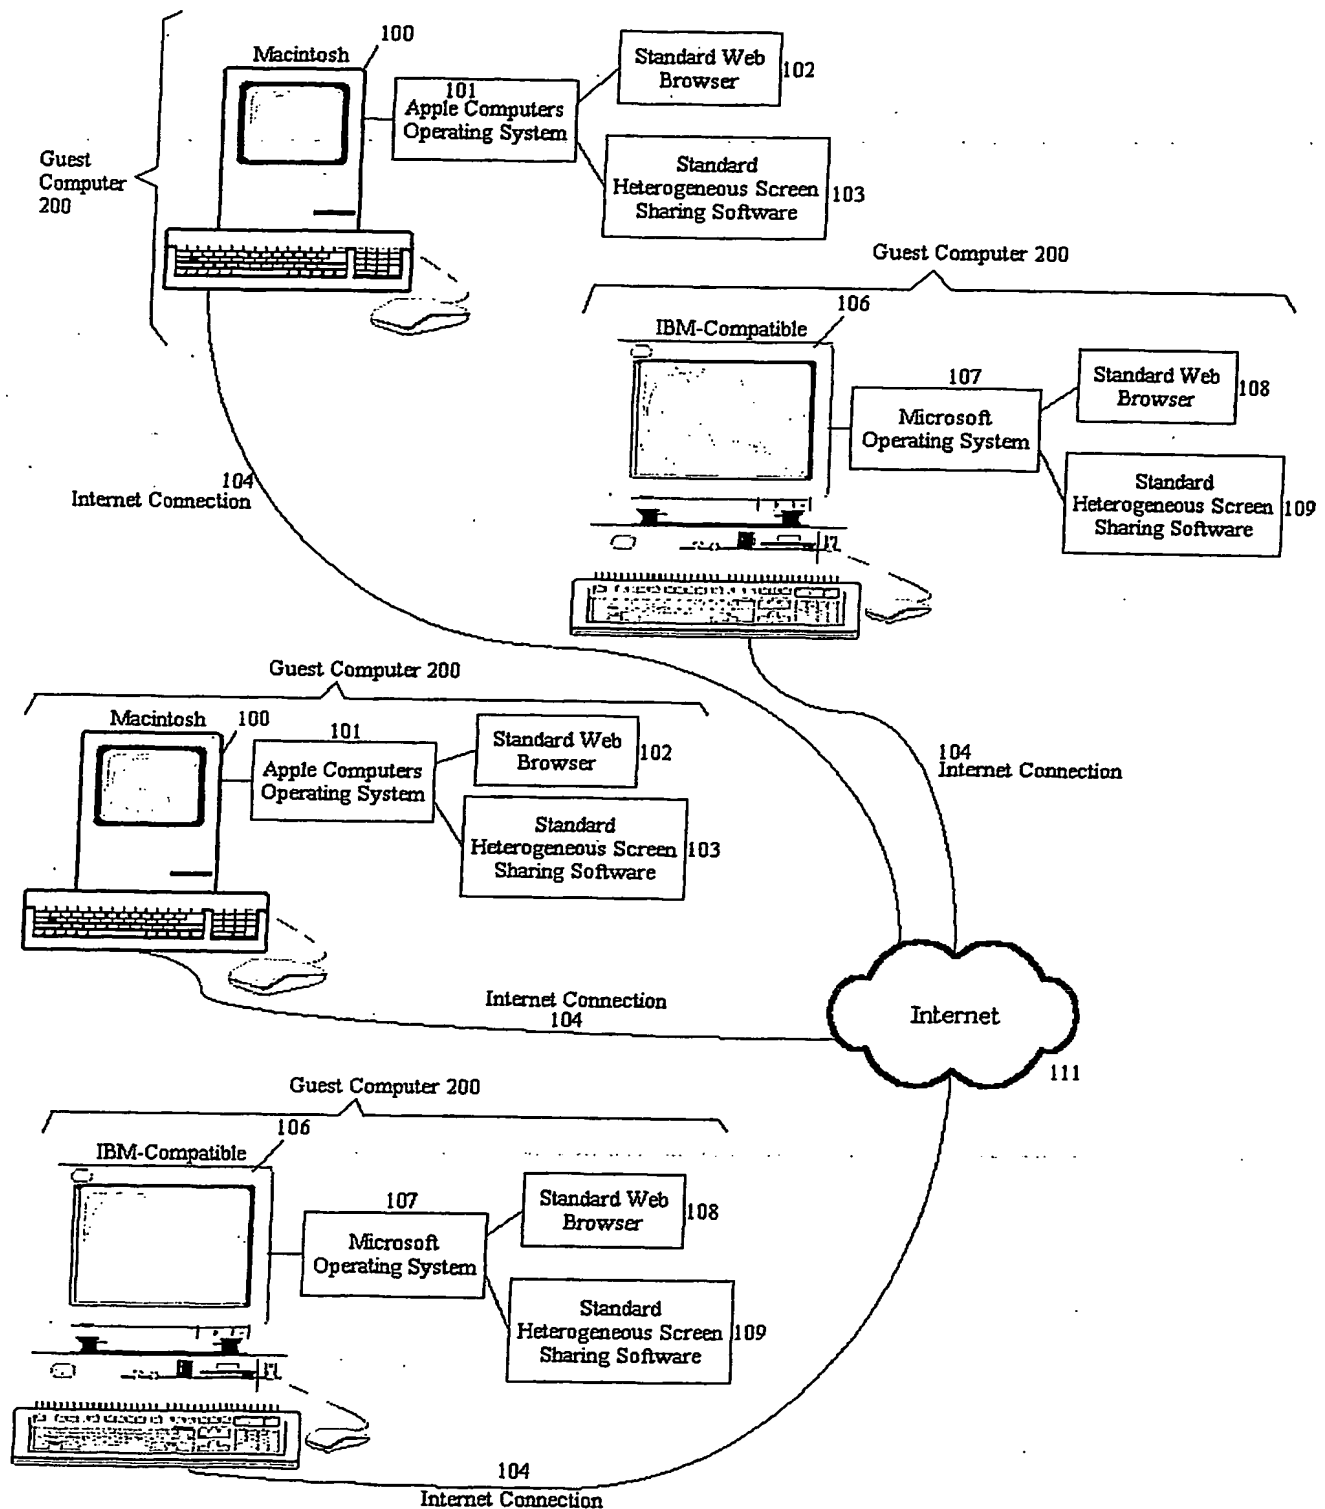 100
Macintosh
Standard Web
Browser
102
101
Apple Computers
Operating System
Guest
Computer
200
Standard
Heterogeneous Screen
Sharing Software
103
Guest Computer 200
106
IBM-Compatible
107
Microsoft
Operating System
Standard Web
Browser
108
Standard
Heterogeneous Screen
Sharing Software
109
104
Internet Connection
Guest Computer 200
Macintosh
100
101
Apple Computers
Operating System
Standard Web
Browser
102
104
Internet Connection
Standard
Heterogeneous Screen
Sharing Software
103
Internet Connection
104
Internet
111
Guest Computer 200
106
IBM-Compatible
107
Microsoft
Operating System
Standard Web
Browser
108
Standard
Heterogeneous Screen
Sharing Software
109
104
Internet Connection